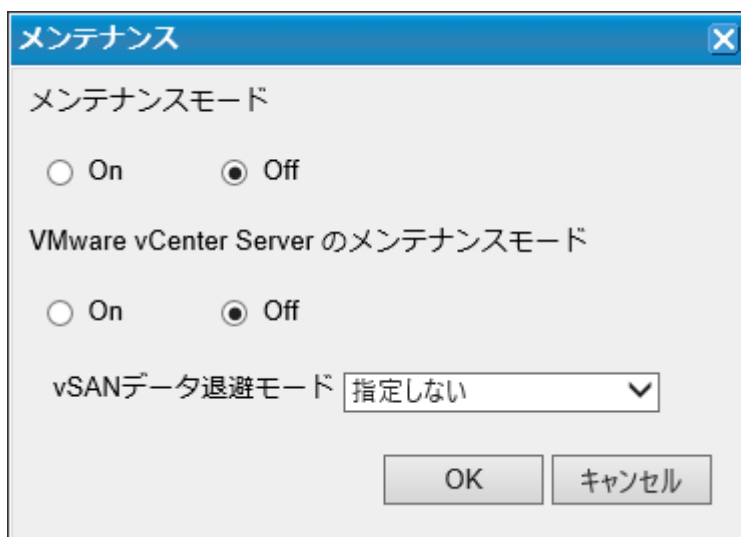 メンテナンス
メンテナンスモード
On Off
VMware vCenter Server のメンテナンスモード
On Off
vSANデータ退避モード 指定しない
OK キャンセル